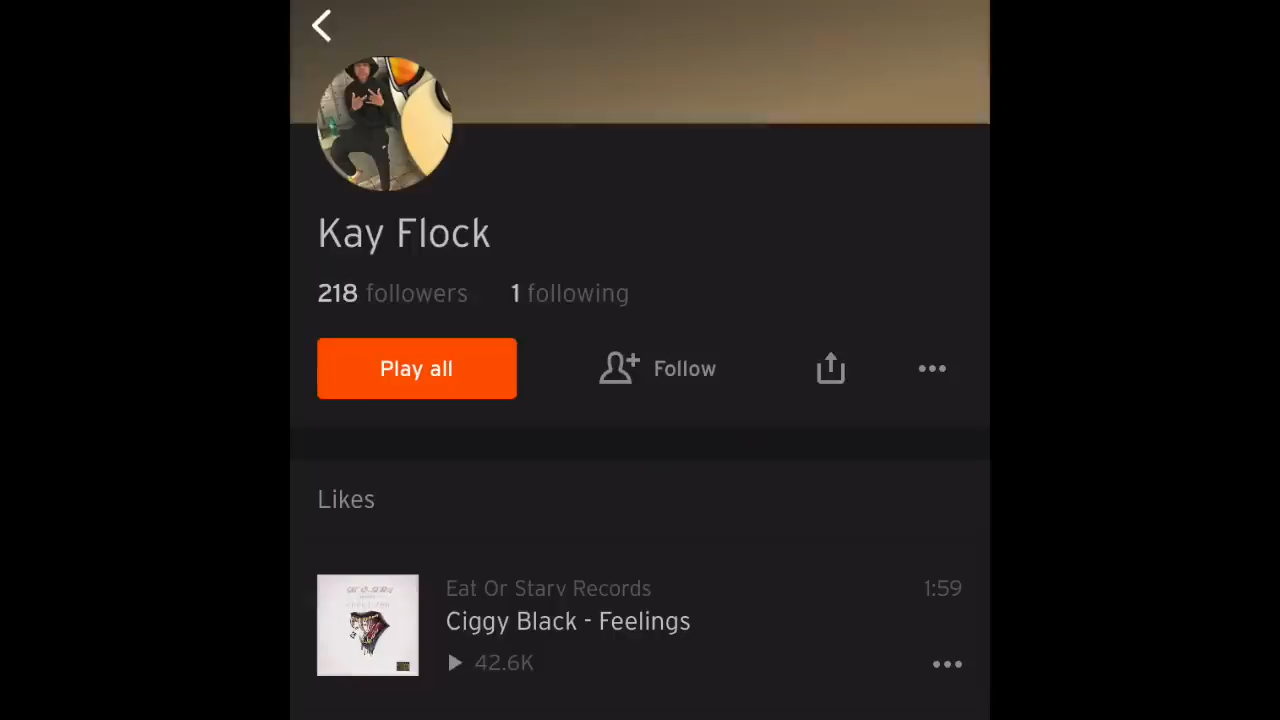 Kay Flock
218 followers 1 following
Play all Follow
Likes
Eat Or Starv Records 1:59
Ciggy Black - Feelings
42.6K